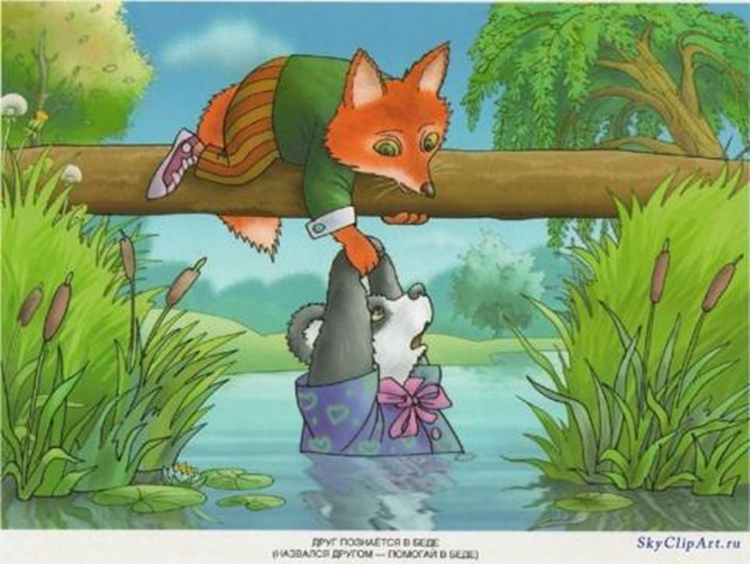 ДРУГ ПОЗНАЁТСЯ В БЕДЕ
(НАЗВАЛСЯ ДРУГОМ — ПОМОГАЙ В БЕДЕ)
SkyClipArt.ru